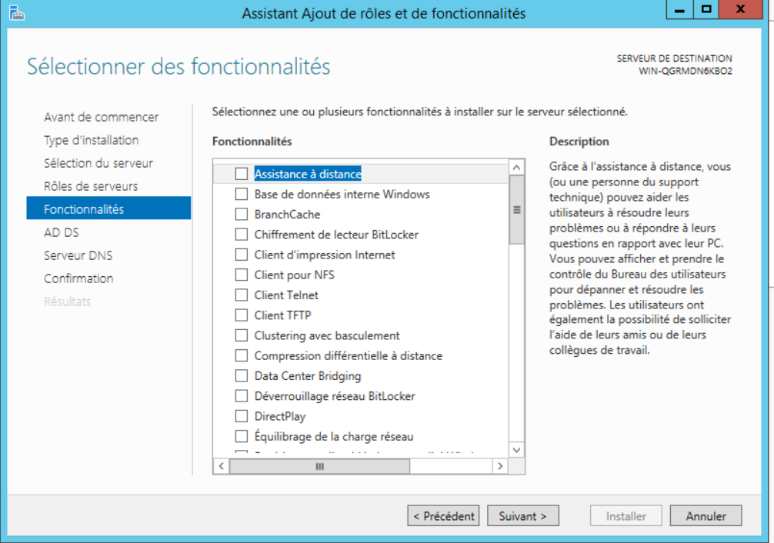 Assistant Ajout de rôles et de fonctionnalités
Sélectionner des fonctionnalités
SERVEUR DE DESTINATION
WIN-QGRMDN6KBO2
Avant de commencer
Type d'installation
Sélection du serveur
Rôles de serveurs
Fonctionnalités
AD DS
Serveur DNS
Confirmation
Résultats
Sélectionnez une ou plusieurs fonctionnalités à installer sur le serveur sélectionné.
Fonctionnalités
Assistance à distance
Base de données interne Windows
BranchCache
Chiffrement de lecteur BitLocker
Client d'impression Internet
Client pour NFS
Client Telnet
Client TFTP
Clustering avec basculement
Compression différentielle à distance
Data Center Bridging
Déverrouillage réseau BitLocker
DirectPlay
Équilibrage de la charge réseau
Description
Grâce à l'assistance à distance, vous
(ou une personne du support
technique) pouvez aider les
utilisateurs à résoudre leurs
problèmes ou à répondre à leurs
questions en rapport avec leur PC.
Vous pouvez afficher et prendre le
contrôle du Bureau des utilisateurs
pour dépanner et résoudre les
problèmes. Les utilisateurs ont
également la possibilité de solliciter
l'aide de leurs amis ou de leurs
collègues de travail.
< Précédent
Suivant >
Installer
Annuler